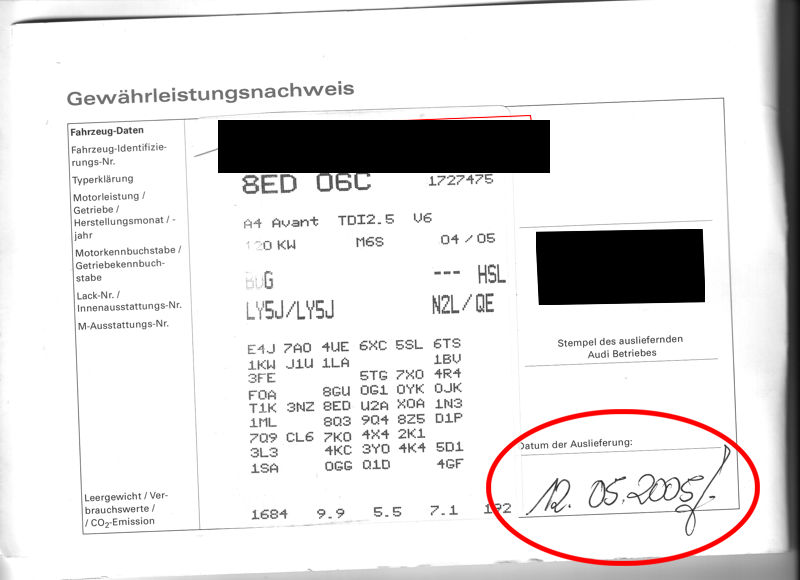 Gewährleistungsnachweis
Fahrzeug-Daten
Fahrzeug-Identifizie-
rungs-Nr.
Typerklärung
Motorleistung /
Getriebe /
Herstellungsmonat / -
jahr
Motorkennbuchstabe /
Getriebekennbuch-
stabe
Lack-Nr. /
Innenausstattungs-Nr.
M-Ausstattungs-Nr.
Leergewicht / Ver-
brauchswerte /
/ CO2-Emission
8ED 06C 1727475
A4 Avant TDI2.5 V6
120 KW M6S 04/05
BUG --- HSL
LY5J/LY5J N2L/QE
E4J 7A0 4UE 6XC 5SL 6TS
1KW J1U 1LA 1BV
3FE 5TG 7X0 4R4
F0A 8GU 0G1 0YK 0JK
T1K 3NZ 8ED U2A X0A 1N3
1ML 8Q3 9Q4 8Z5 D1P
7Q9 CL6 7K0 4X4 2K1
3L3 4KC 3Y0 4K4 5D1
1SA 0GG Q1D 4GF
1684 9.9 5.5 7.1 192
Stempel des ausliefernden
Audi Betriebes
Datum der Auslieferung:
12. 05. 2005